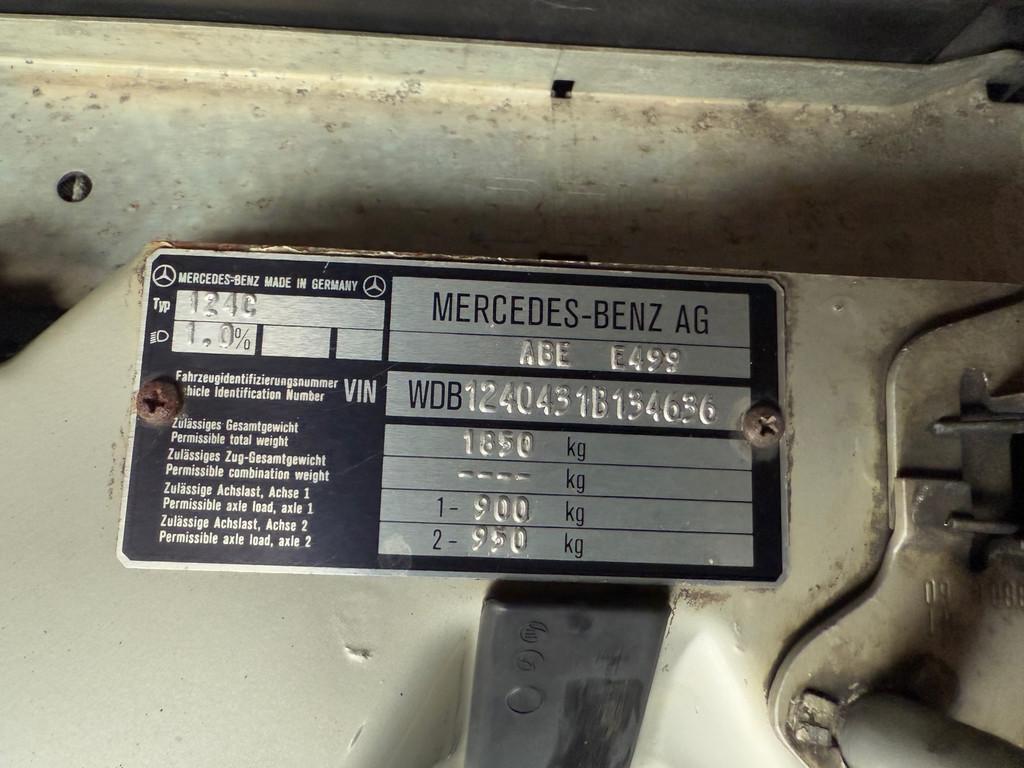 MERCEDES-BENZ MADE IN GERMANY
Typ 124C
1.0%
MERCEDES-BENZ AG
ABE E499
Fahrzeugidentifizierungsnummer
Vehicle Identification Number
VIN WDB1240431B134636
Zulässiges Gesamtgewicht
Permissible total weight
1850 kg
Zulässiges Zug-Gesamtgewicht
Permissible combination weight
---- kg
Zulässige Achslast, Achse 1
Permissible axle load, axle 1
1- 900 kg
Zulässige Achslast, Achse 2
Permissible axle load, axle 2
2- 950 kg